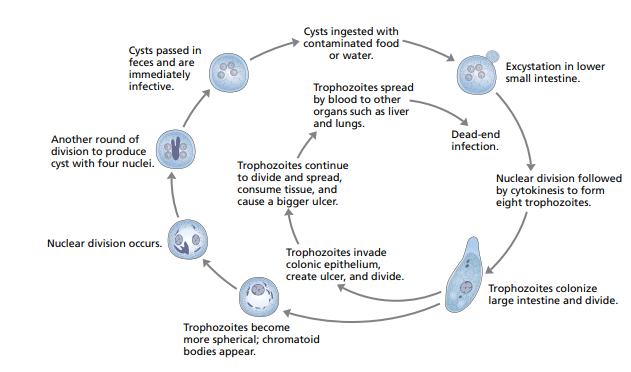 Cysts ingested with
contaminated food
or water.
Excystation in lower
small intestine.
Nuclear division followed
by cytokinesis to form
eight trophozoites.
Trophozoites colonize
large intestine and divide.
Trophozoites become
more spherical; chromatoid
bodies appear.
Nuclear division occurs.
Another round of
division to produce
cyst with four nuclei.
Cysts passed in
feces and are
immediately
infective.
Trophozoites invade
colonic epithelium,
create ulcer, and divide.
Trophozoites continue
to divide and spread,
consume tissue, and
cause a bigger ulcer.
Trophozoites spread
by blood to other
organs such as liver
and lungs.
Dead-end
infection.